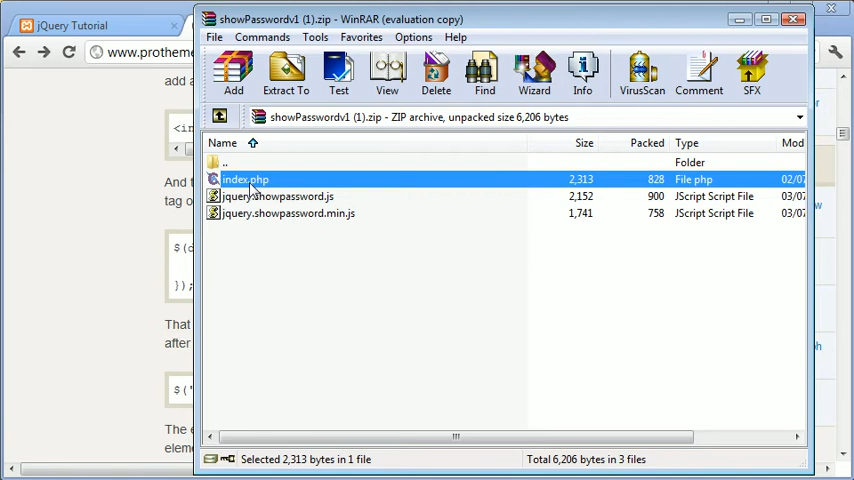 jQuery Tutorial
www.protheme
add a
<in
And t
tag o
$(d
});
That
after
$('
The e
eleme
showPasswordv1 (1).zip - WinRAR (evaluation copy)
File Commands Tools Favorites Options Help
Add Extract To Test View Delete Find Wizard Info VirusScan Comment SFX
showPasswordv1 (1).zip - ZIP archive, unpacked size 6,206 bytes
Name Size Packed Type Mod
.. Folder
index.php 2,313 828 File php 02/07
jquery.showpassword.js 2,152 900 JScript Script File 03/07
jquery.showpassword.min.js 1,741 758 JScript Script File 03/07
Selected 2,313 bytes in 1 file Total 6,206 bytes in 3 files